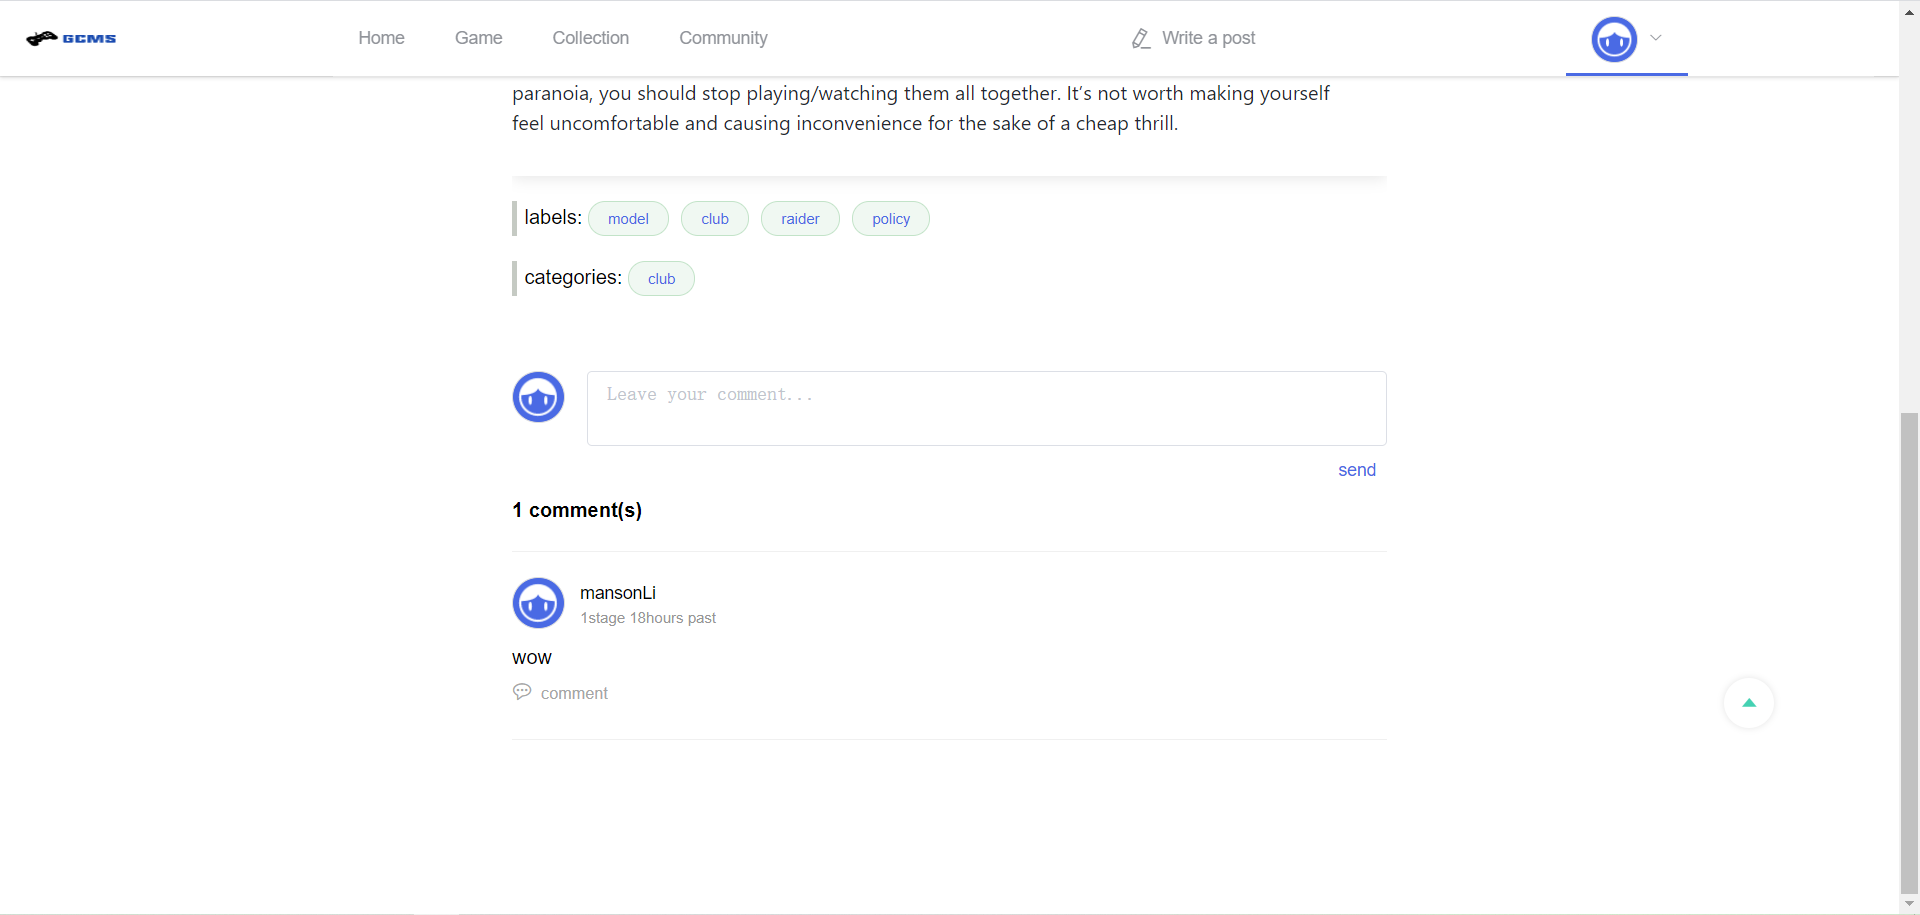 GCMS Home Game Collection Community Write a post
paranoia, you should stop playing/watching them all together. It’s not worth making yourself
feel uncomfortable and causing inconvenience for the sake of a cheap thrill.
labels: model club raider policy
categories: club
Leave your comment...
send
1 comment(s)
mansonLi
1stage 18hours past
wow
comment